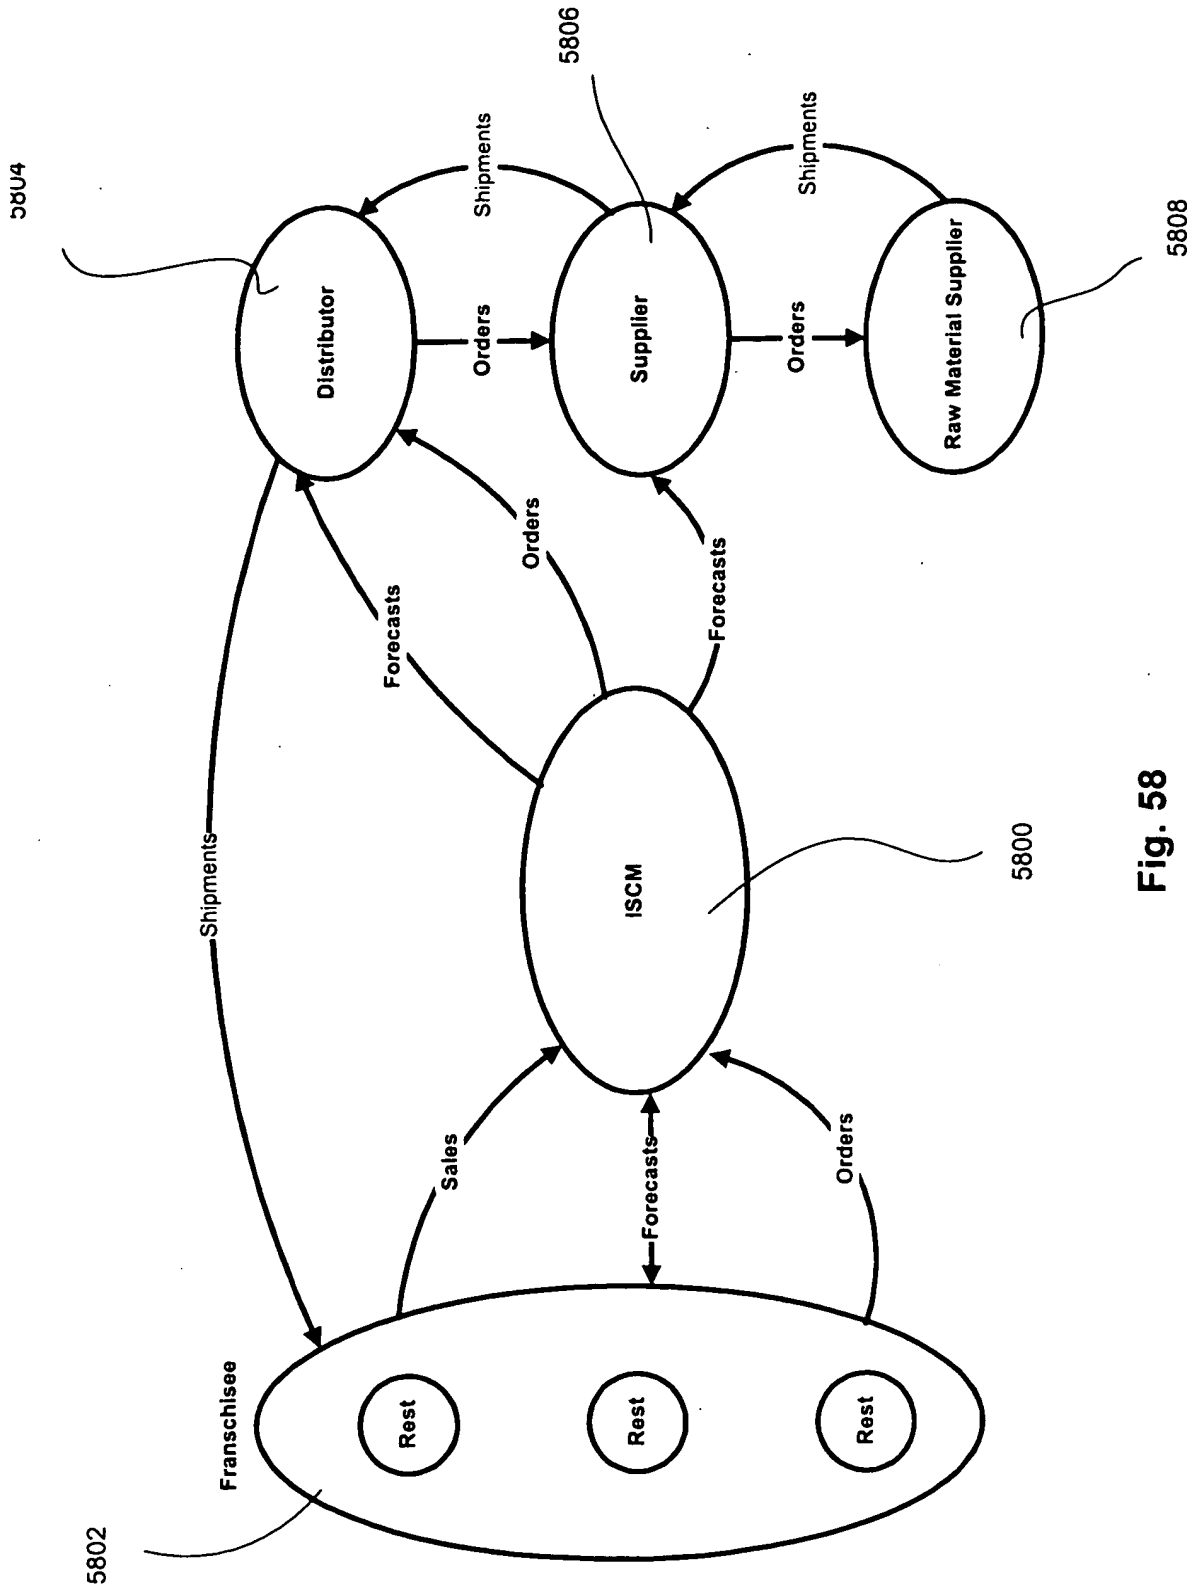 5804
5802
Shipments
Franschisee
Distributor
Forecasts
Rest
Sales
Orders
Shipments
Orders
5806
Rest
ISCM
Supplier
Forecasts
Forecasts
Orders
Shipments
Orders
Rest
Raw Material Supplier
5800
Fig. 58
5808